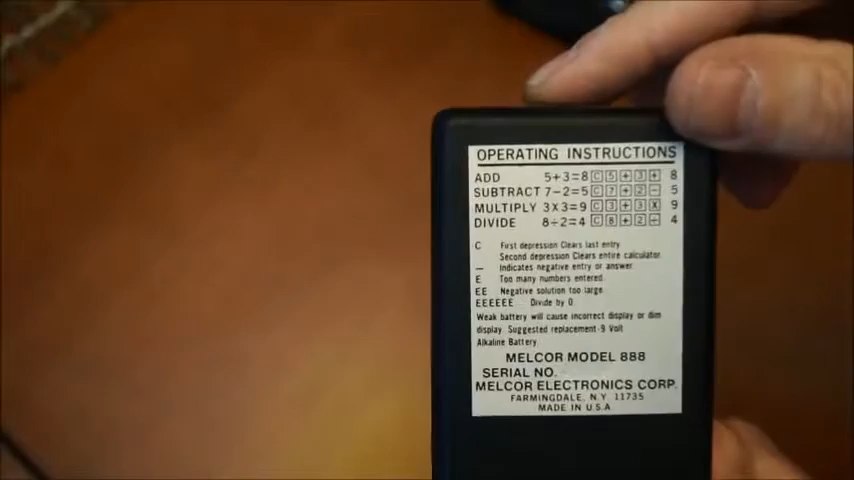 OPERATING INSTRUCTIONS
ADD 5+3=8 C 5 + 3 + 8
SUBTRACT 7-2=5 C 7 + 2 - 5
MULTIPLY 3X3=9 C 3 + 3 X 9
DIVIDE 8÷2=4 C 8 + 2 ÷ 4
C First depression Clears last entry
Second depression Clears entire calculator
— Indicates negative entry or answer
E Too many numbers entered
EE Negative solution too large
EEEEEE Divide by 0
Weak battery will cause incorrect display or dim
display. Suggested replacement-9 Volt
Alkaline Battery
MELCOR MODEL 888
SERIAL NO.
MELCOR ELECTRONICS CORP.
FARMINGDALE, N.Y. 11735
MADE IN U.S.A